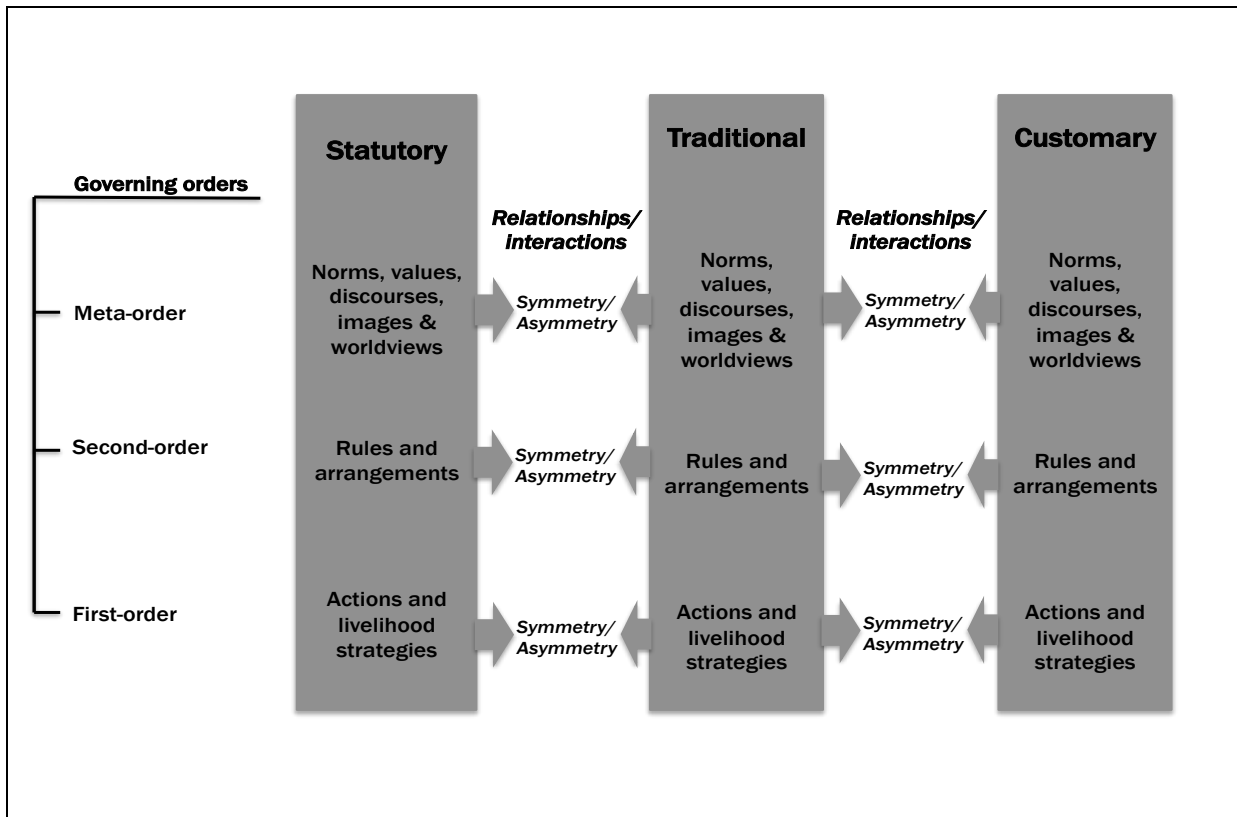 Statutory
Traditional
Customary
Governing orders
Relationships/
interactions
Relationships/
interactions
Meta-order
Norms, values,
discourses,
images &
worldviews
Symmetry/
Asymmetry
Norms,
values,
discourses,
images &
worldviews
Symmetry/
Asymmetry
Norms,
values,
discourses,
images &
worldviews
Second-order
Rules and
arrangements
Symmetry/
Asymmetry
Rules and
arrangements
Symmetry/
Asymmetry
Rules and
arrangements
First-order
Actions and
livelihood
strategies
Symmetry/
Asymmetry
Actions and
livelihood
strategies
Symmetry/
Asymmetry
Actions and
livelihood
strategies